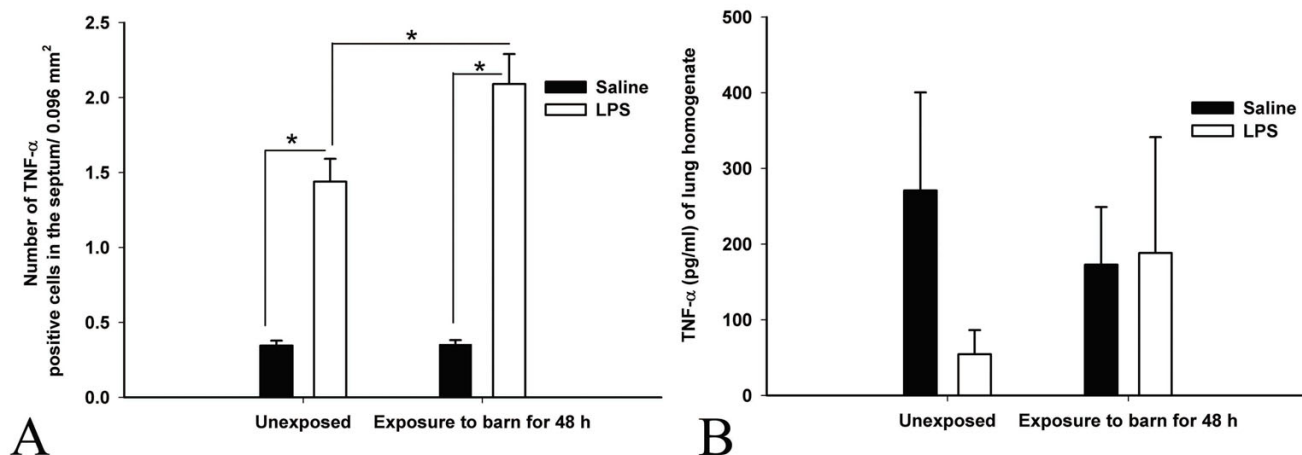 Number of TNF-α
positive cells in the septum/ 0.096 mm²
2.5
2.0
1.5
1.0
0.5
0.0
*
*
*
Saline
LPS
Unexposed
Exposure to barn for 48 h
A
TNF-α (pg/ml) of lung homogenate
500
400
300
200
100
0
Saline
LPS
Unexposed
Exposure to barn for 48 h
B